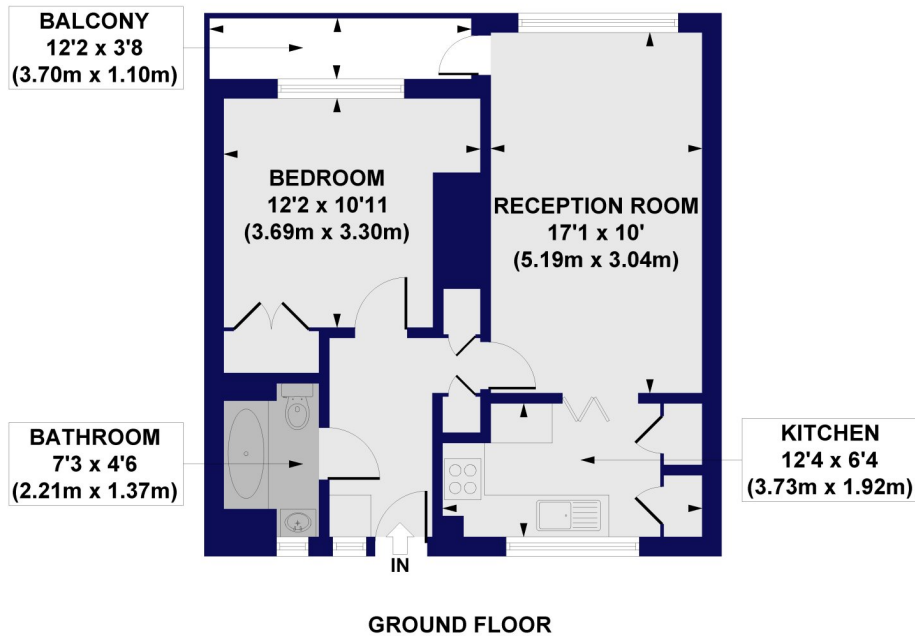 BALCONY
12'2 x 3'8
(3.70m x 1.10m)
BEDROOM
12'2 x 10'11
(3.69m x 3.30m)
RECEPTION ROOM
17'1 x 10'
(5.19m x 3.04m)
BATHROOM
7'3 x 4'6
(2.21m x 1.37m)
KITCHEN
12'4 x 6'4
(3.73m x 1.92m)
IN
GROUND FLOOR